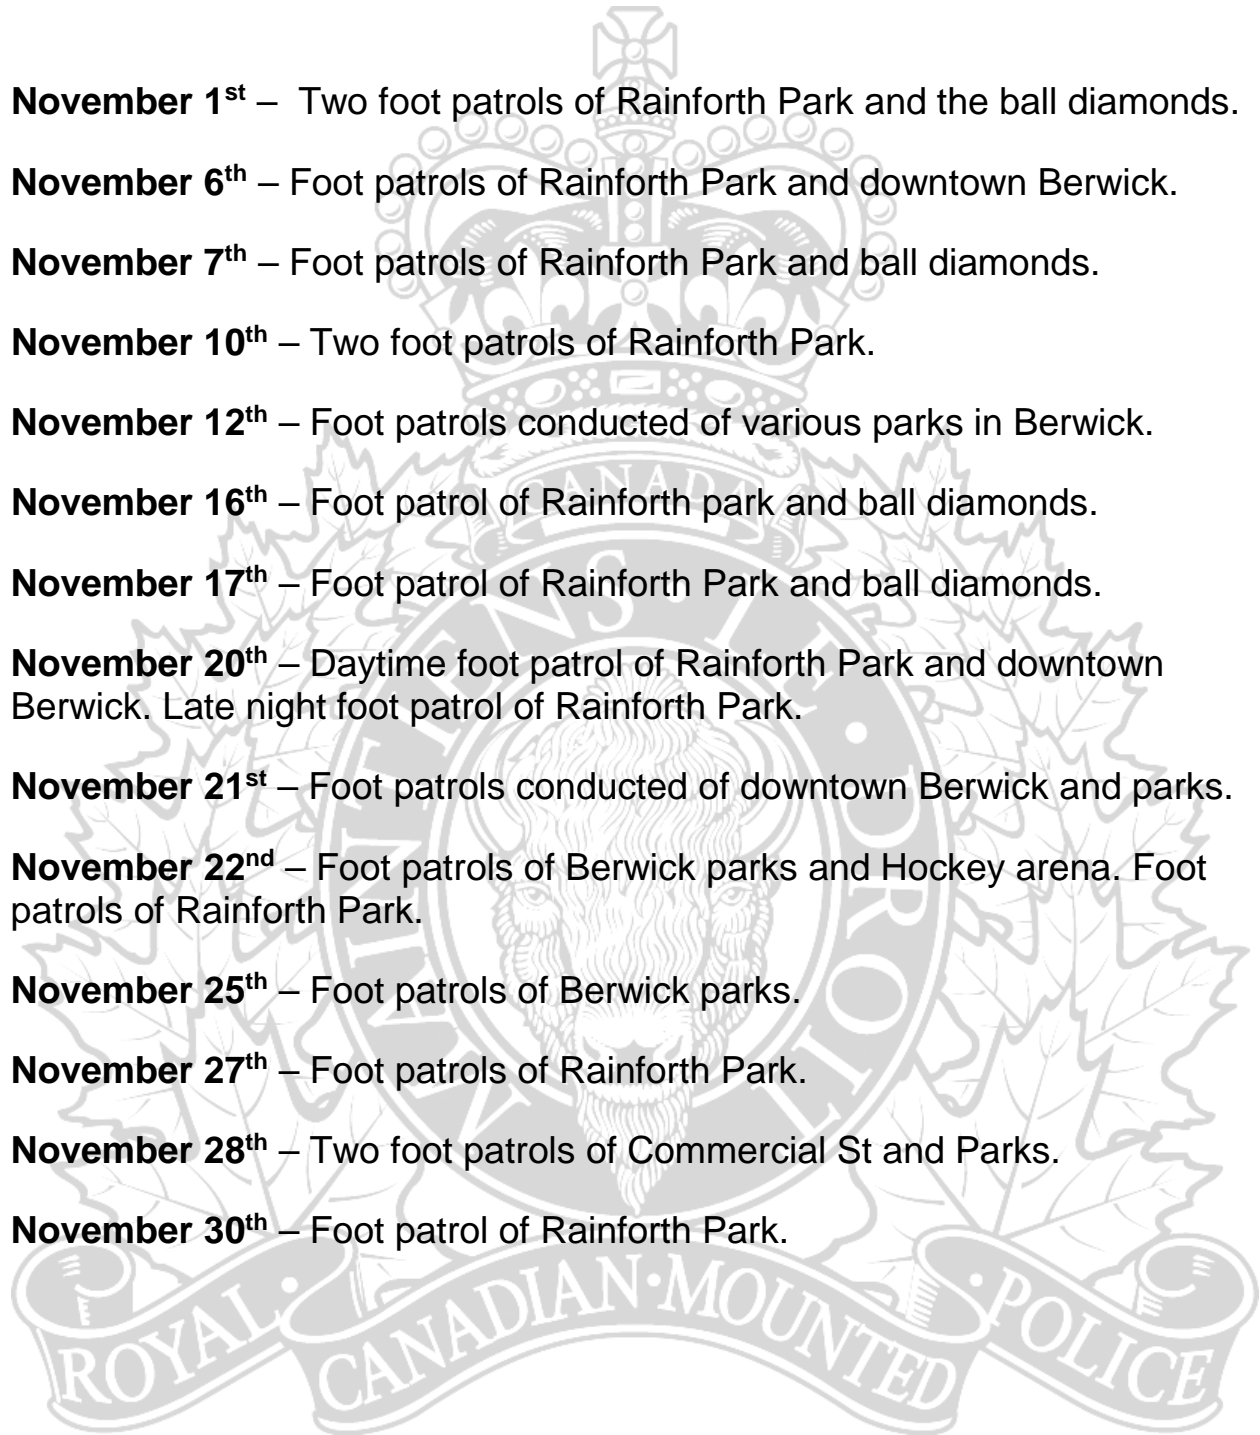 November 1st – Two foot patrols of Rainforth Park and the ball diamonds.
November 6th – Foot patrols of Rainforth Park and downtown Berwick.
November 7th – Foot patrols of Rainforth Park and ball diamonds.
November 10th – Two foot patrols of Rainforth Park.
November 12th – Foot patrols conducted of various parks in Berwick.
November 16th – Foot patrol of Rainforth park and ball diamonds.
November 17th – Foot patrol of Rainforth Park and ball diamonds.
November 20th – Daytime foot patrol of Rainforth Park and downtown
Berwick. Late night foot patrol of Rainforth Park.
November 21st – Foot patrols conducted of downtown Berwick and parks.
November 22nd – Foot patrols of Berwick parks and Hockey arena. Foot
patrols of Rainforth Park.
November 25th – Foot patrols of Berwick parks.
November 27th – Foot patrols of Rainforth Park.
November 28th – Two foot patrols of Commercial St and Parks.
November 30th – Foot patrol of Rainforth Park.
CANADA
MAINTIENS LE DROIT
ROYAL · CANADIAN · MOUNTED · POLICE